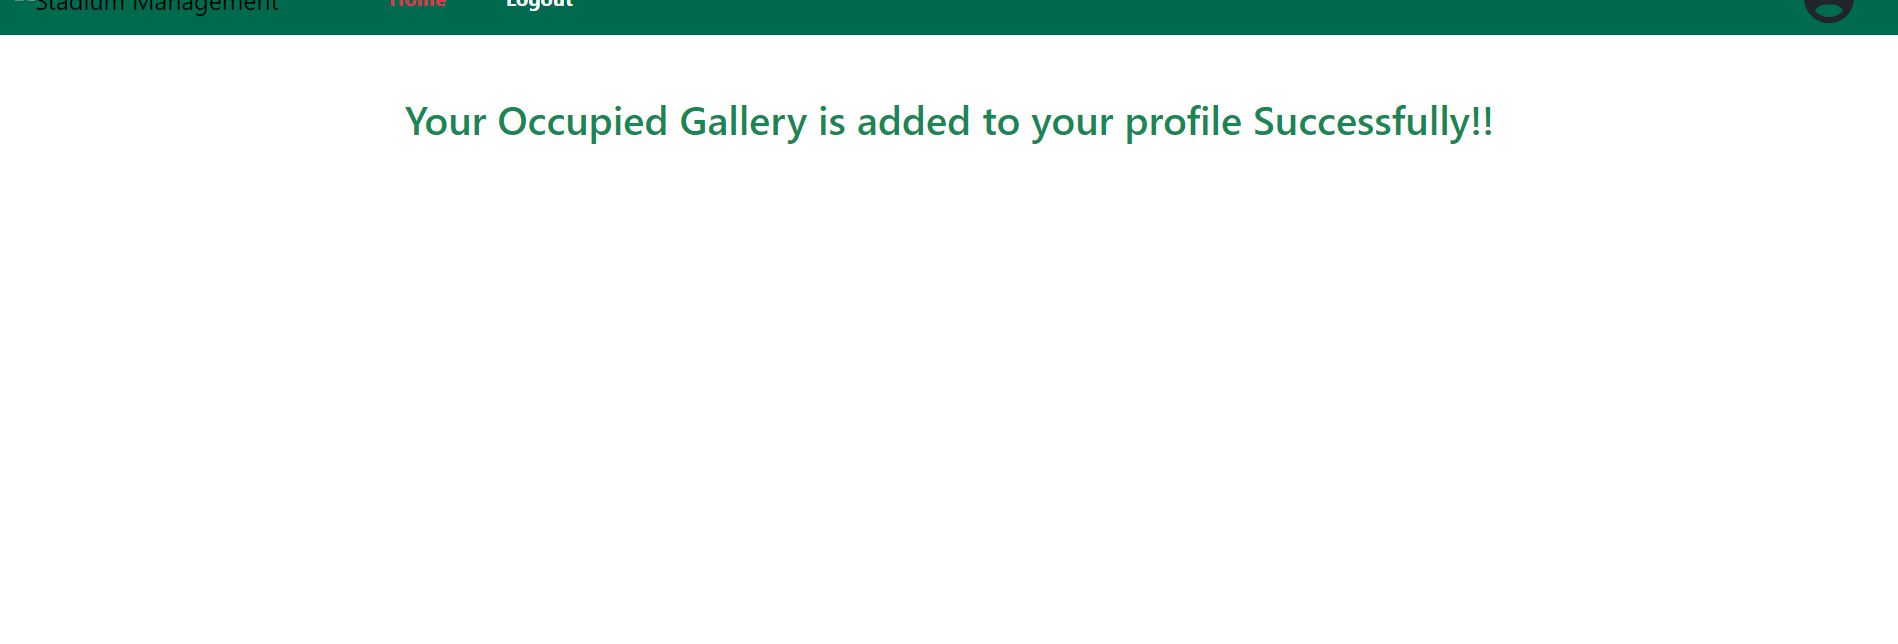 Stadium Management
Home
Logout
Your Occupied Gallery is added to your profile Successfully!!